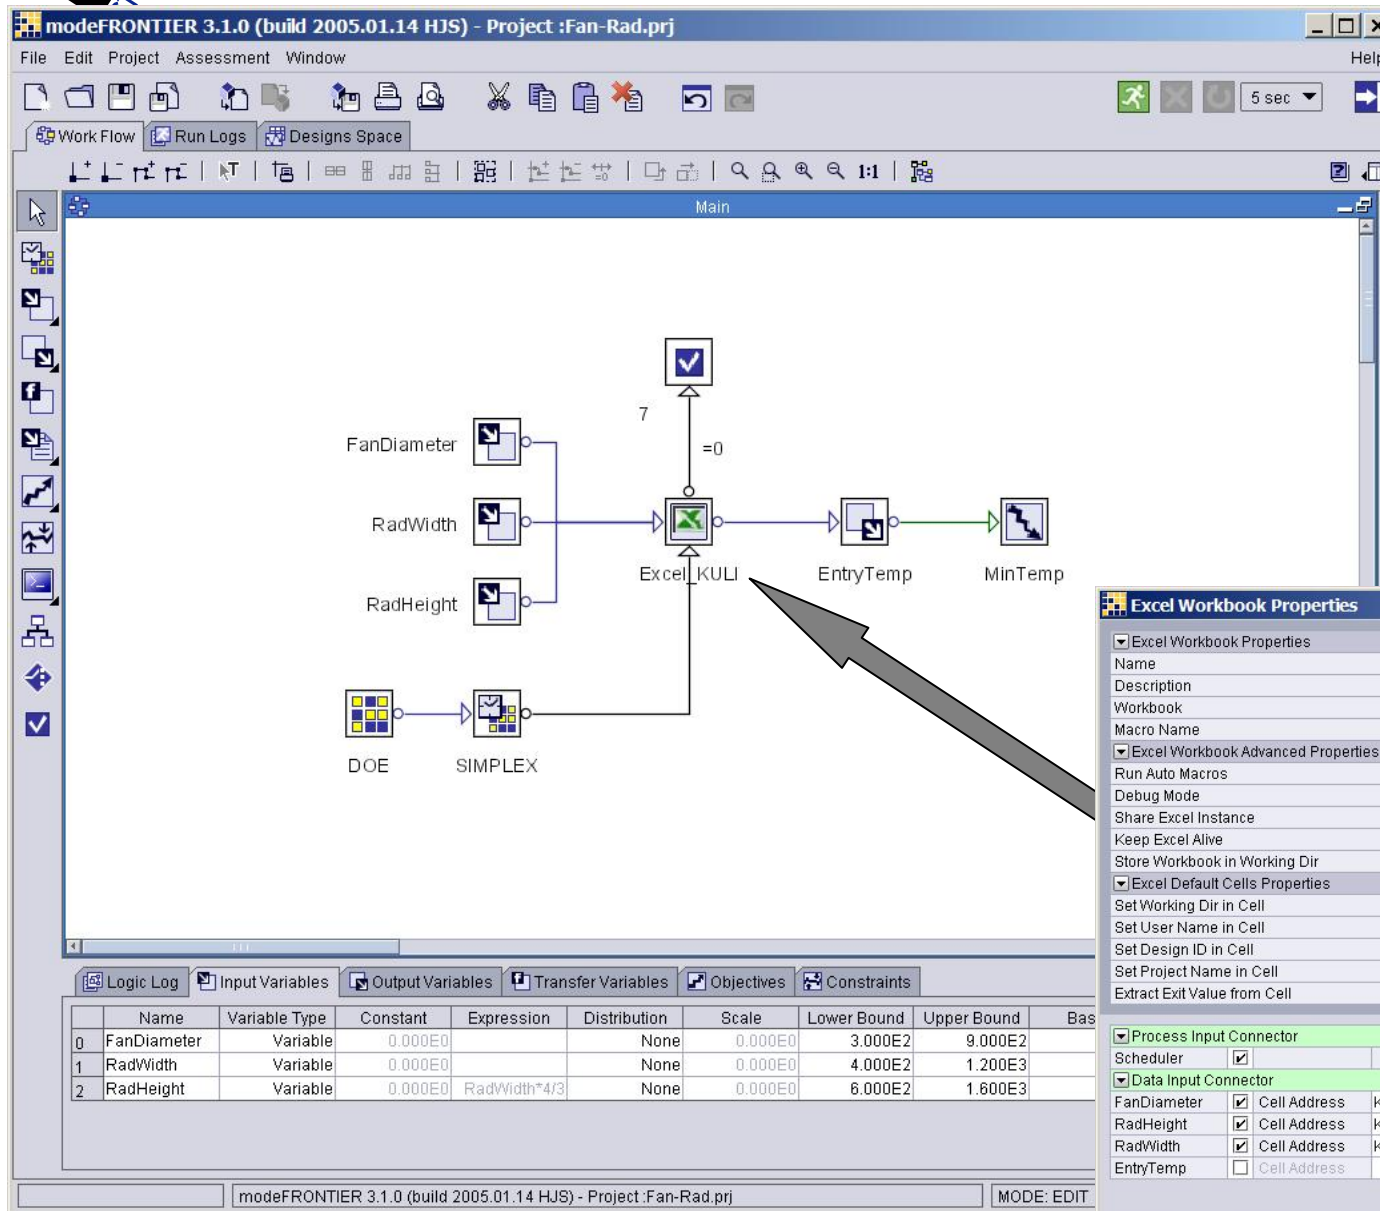 modeFRONTIER 3.1.0 (build 2005.01.14 HJS) - Project :Fan-Rad.prj
File Edit Project Assessment Window Help
5 sec
Work Flow Run Logs Designs Space
1:1
Main
7
=0
FanDiameter
RadWidth
RadHeight
Excel_KULI
EntryTemp
MinTemp
DOE
SIMPLEX
Excel Workbook Properties
Excel Workbook Properties
Name
Description
Workbook
Macro Name
Excel Workbook Advanced Properties
Run Auto Macros
Debug Mode
Share Excel Instance
Keep Excel Alive
Store Workbook in Working Dir
Excel Default Cells Properties
Set Working Dir in Cell
Set User Name in Cell
Set Design ID in Cell
Set Project Name in Cell
Extract Exit Value from Cell
Process Input Connector
Scheduler
Data Input Connector
FanDiameter Cell Address K
RadHeight Cell Address K
RadWidth Cell Address K
EntryTemp Cell Address
Logic Log Input Variables Output Variables Transfer Variables Objectives Constraints
Name Variable Type Constant Expression Distribution Scale Lower Bound Upper Bound Bas
0 FanDiameter Variable 0.000E0 None 0.000E0 3.000E2 9.000E2
1 RadWidth Variable 0.000E0 None 0.000E0 4.000E2 1.200E3
2 RadHeight Variable 0.000E0 RadWidth*4/3 None 0.000E0 6.000E2 1.600E3
modeFRONTIER 3.1.0 (build 2005.01.14 HJS) - Project :Fan-Rad.prj
MODE: EDIT